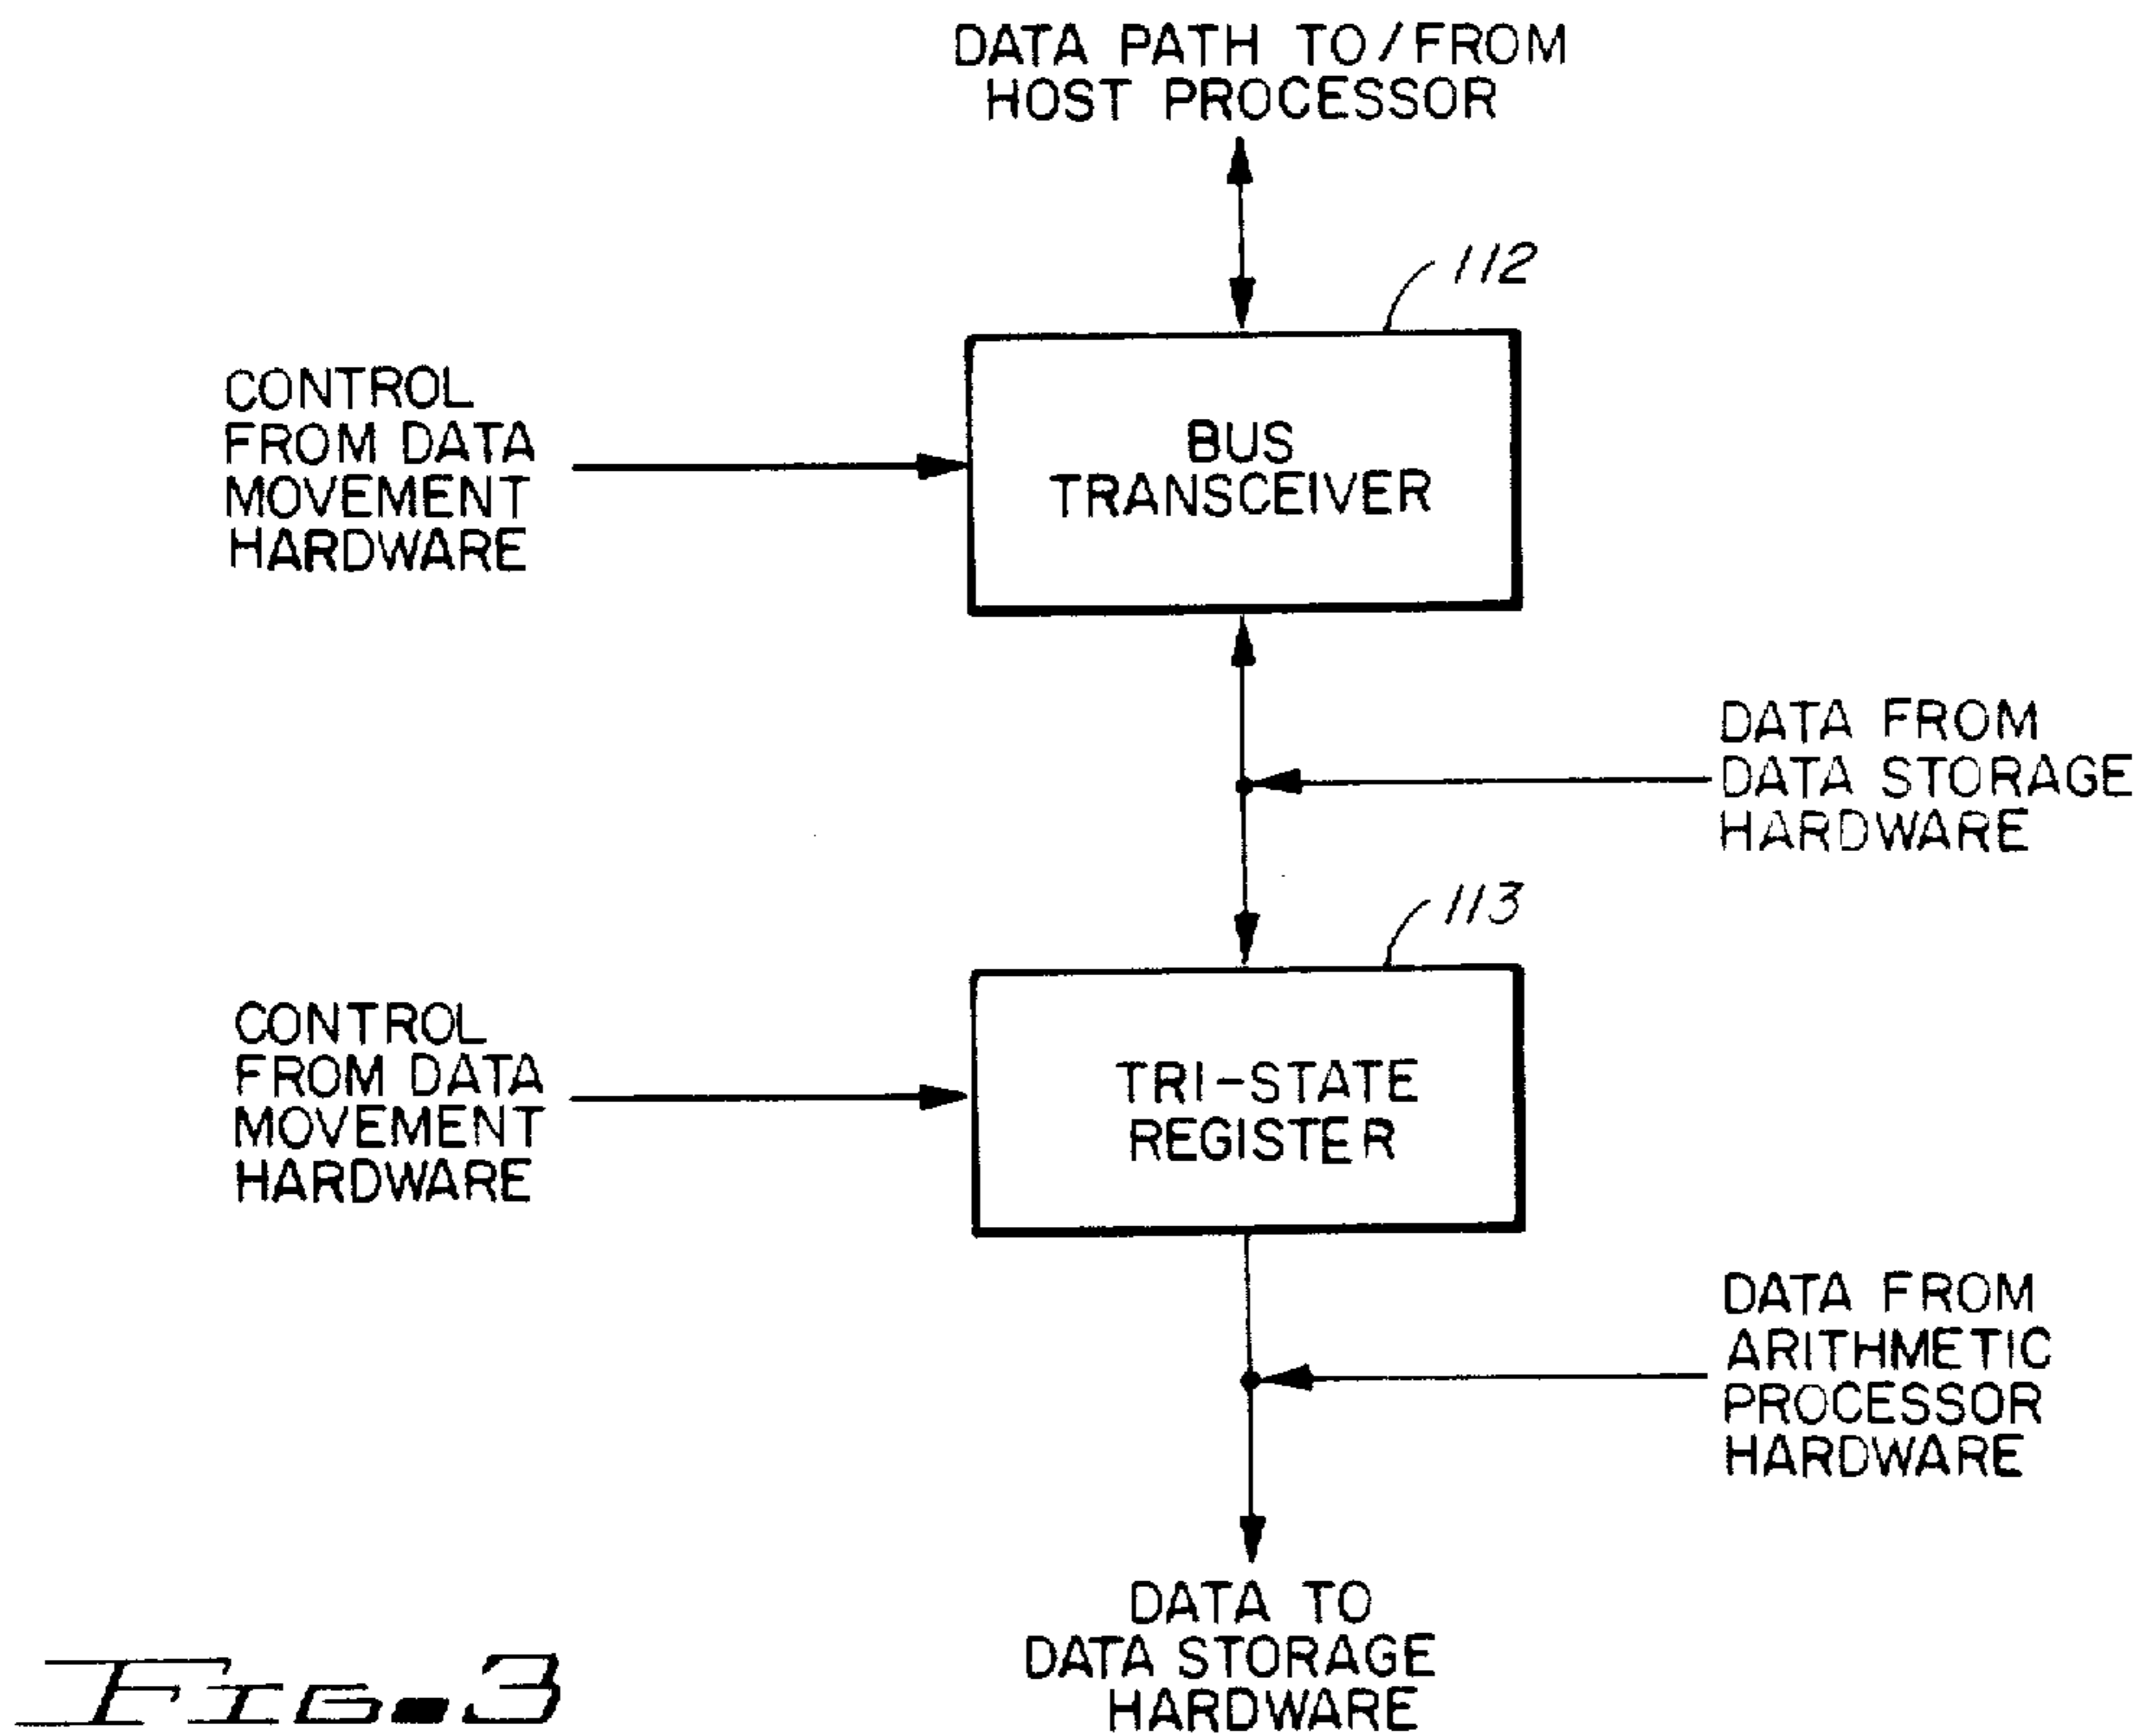 DATA PATH TO/FROM
HOST PROCESSOR
112
CONTROL
FROM DATA
MOVEMENT
HARDWARE
BUS
TRANSCEIVER
DATA FROM
DATA STORAGE
HARDWARE
113
CONTROL
FROM DATA
MOVEMENT
HARDWARE
TRI-STATE
REGISTER
DATA FROM
ARITHMETIC
PROCESSOR
HARDWARE
DATA TO
DATA STORAGE
HARDWARE
FIG. 3